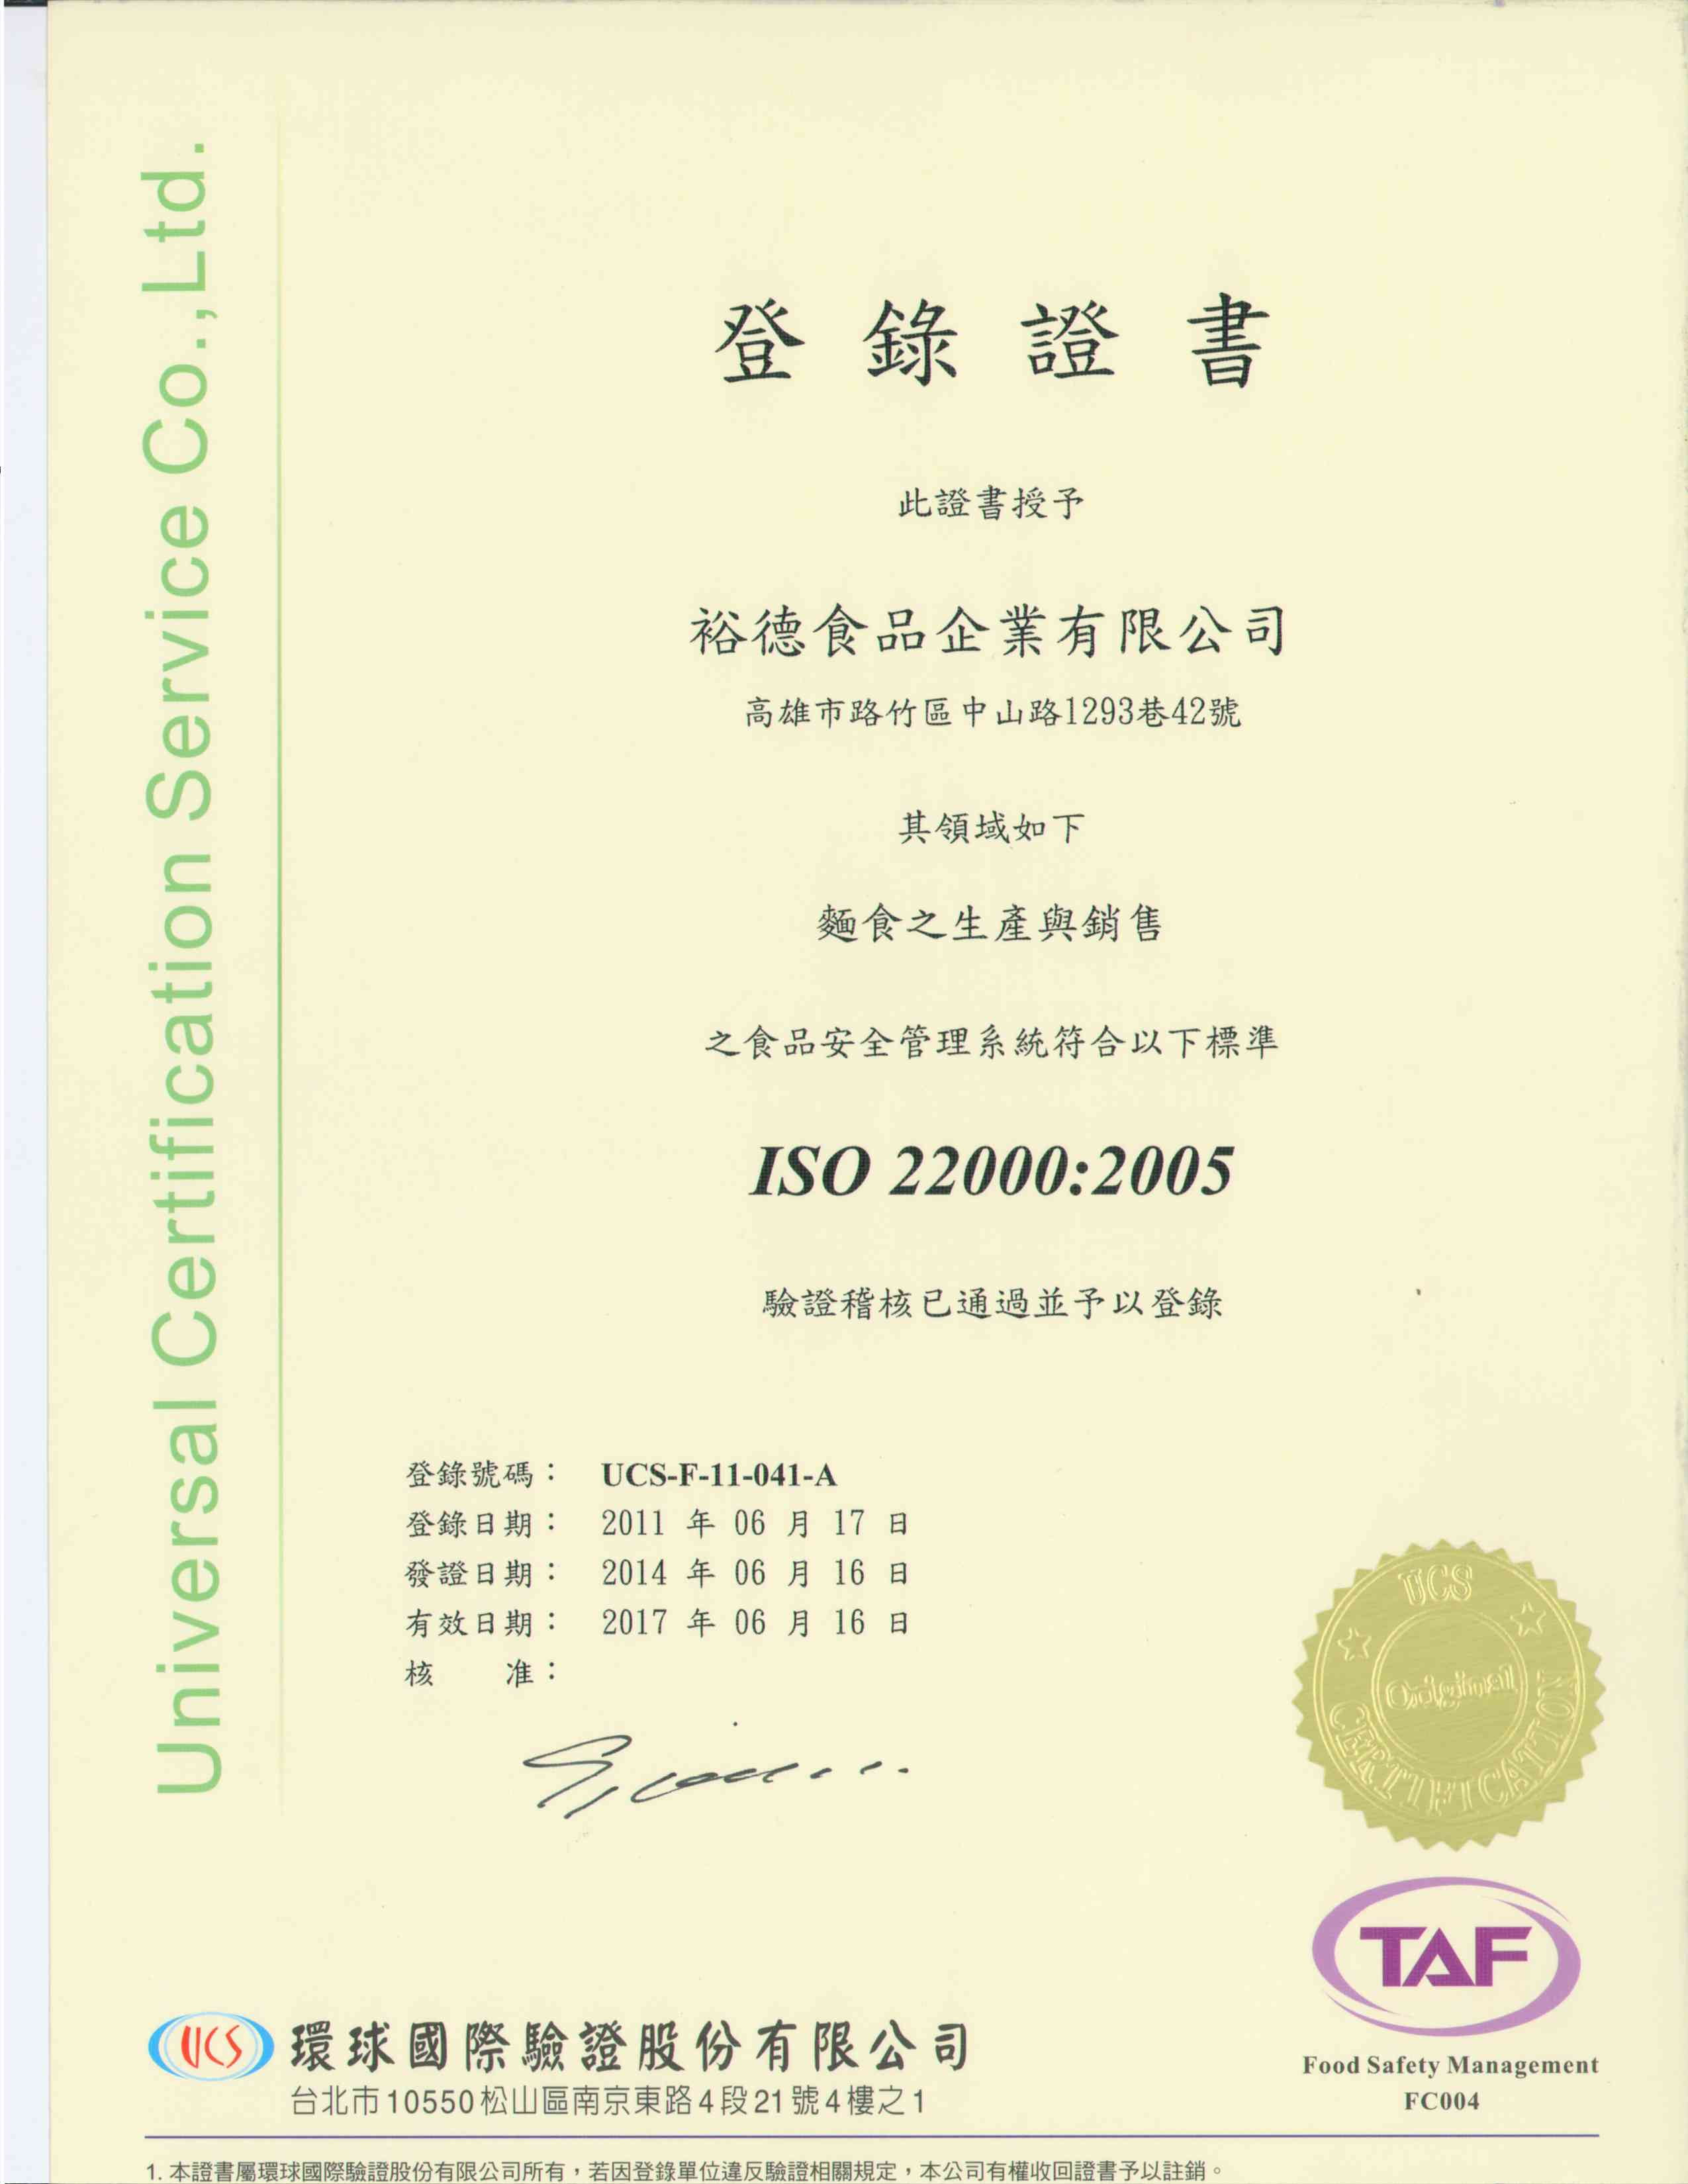 Universal Certification Service Co.,Ltd.
登錄證書
此證書授予
裕德食品企業有限公司
高雄市路竹區中山路1293巷42號
其領域如下
麵食之生產與銷售
之食品安全管理系統符合以下標準
ISO 22000:2005
驗證稽核已通過並予以登錄
登錄號碼： UCS-F-11-041-A
登錄日期： 2011 年 06 月 17 日
發證日期： 2014 年 06 月 16 日
有效日期： 2017 年 06 月 16 日
核 准：
UCS
Original
CERTIFICATION
TAF
Food Safety Management
FC004
UCS 環球國際驗證股份有限公司
台北市10550松山區南京東路4段21號4樓之1
1. 本證書屬環球國際驗證股份有限公司所有，若因登錄單位違反驗證相關規定，本公司有權收回證書予以註銷。